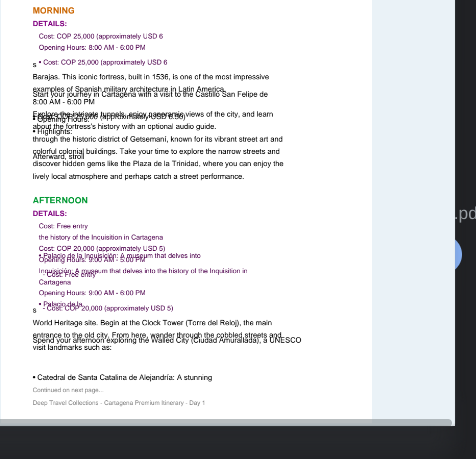 MORNING
DETAILS:
Cost: COP 25,000 (approximately USD 6
Opening Hours: 8:00 AM - 6:00 PM
s • Cost: COP 25,000 (approximately USD 6
Barajas. This iconic fortress, built in 1536, is one of the most impressive
examples of Spanish military architecture in Latin America.
Start your journey in Cartagena with a visit to the Castillo San Felipe de
8:00 AM - 6:00 PM
Explore the intricate tunnels, enjoy panoramic views of the city, and learn
• Opening Hours:
about the fortress's history with an optional audio guide.
• Highlights:
through the historic district of Getsemaní, known for its vibrant street art and
colorful colonial buildings. Take your time to explore the narrow streets and
Afterward, stroll
discover hidden gems like the Plaza de la Trinidad, where you can enjoy the
lively local atmosphere and perhaps catch a street performance.
AFTERNOON
DETAILS:
Cost: Free entry
the history of the Inquisition in Cartagena
Cost: COP 20,000 (approximately USD 5)
• Palacio de la Inquisición: A museum that delves into
Opening Hours: 9:00 AM - 5:00 PM
Inquisición: A museum that delves into the history of the Inquisition in
- Cost: Free entry
Cartagena
Opening Hours: 9:00 AM - 6:00 PM
• Palacio de la
s - Cost: COP 20,000 (approximately USD 5)
World Heritage site. Begin at the Clock Tower (Torre del Reloj), the main
entrance to the old city. From here, wander through the cobbled streets and
Spend your afternoon exploring the Walled City (Ciudad Amurallada), a UNESCO
visit landmarks such as:
• Catedral de Santa Catalina de Alejandría: A stunning
Continued on next page...
Deep Travel Collections - Cartagena Premium Itinerary - Day 1
.pd